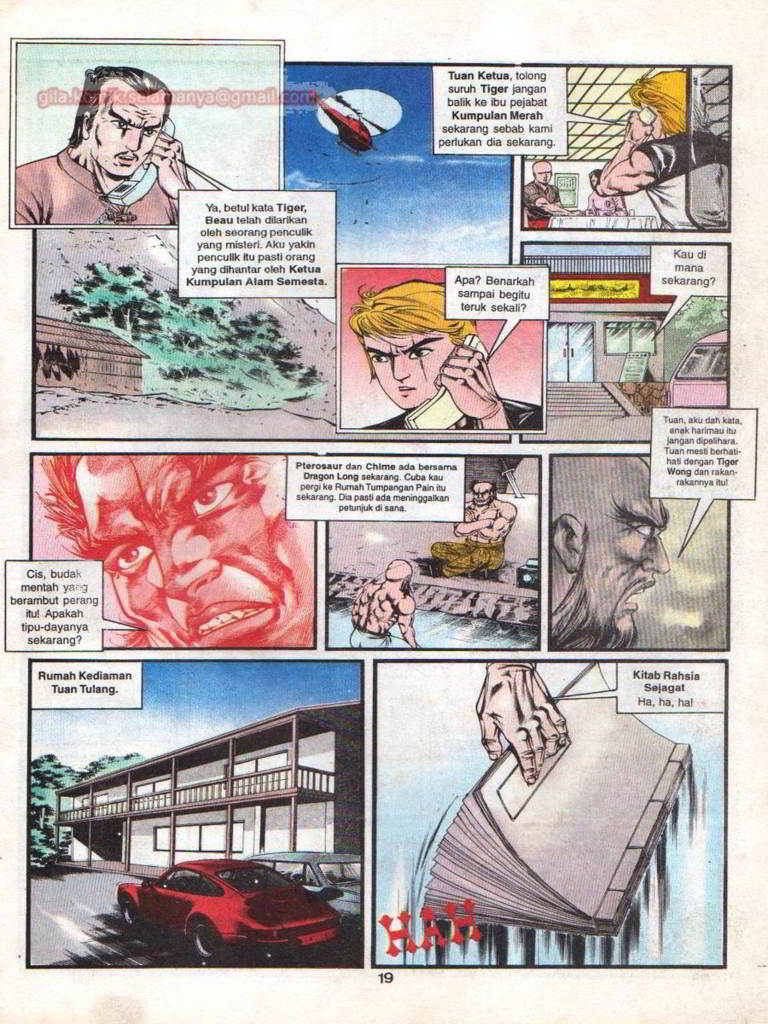 gila.komik.selamanya@gmail.com
Ya, betul kata Tiger,
Beau telah dilarikan
oleh seorang penculik
yang misteri. Aku yakin
penculik itu pasti orang
yang dihantar oleh Ketua
Kumpulan Alam Semesta.
Tuan Ketua, tolong
suruh Tiger jangan
balik ke ibu pejabat
Kumpulan Merah
sekarang sebab kami
perlukan dia sekarang.
Apa? Benarkah
sampai begitu
teruk sekali?
Kau di
mana
sekarang?
Cis, budak
mentah yang
berambut perang
itu! Apakah
tipu-dayanya
sekarang?
Pterosaur dan Chime ada bersama
Dragon Long sekarang. Cuba kau
pergi ke Rumah Tumpangan Pain itu
sekarang. Dia pasti ada meninggalkan
petunjuk di sana.
Tuan, aku dah kata,
anak harimau itu
jangan dipelihara.
Tuan mesti berhati-
hati dengan Tiger
Wong dan rakan-
rakannya itu!
Rumah Kediaman
Tuan Tulang.
Kitab Rahsia
Sejagat
Ha, ha, ha!
HAH
19